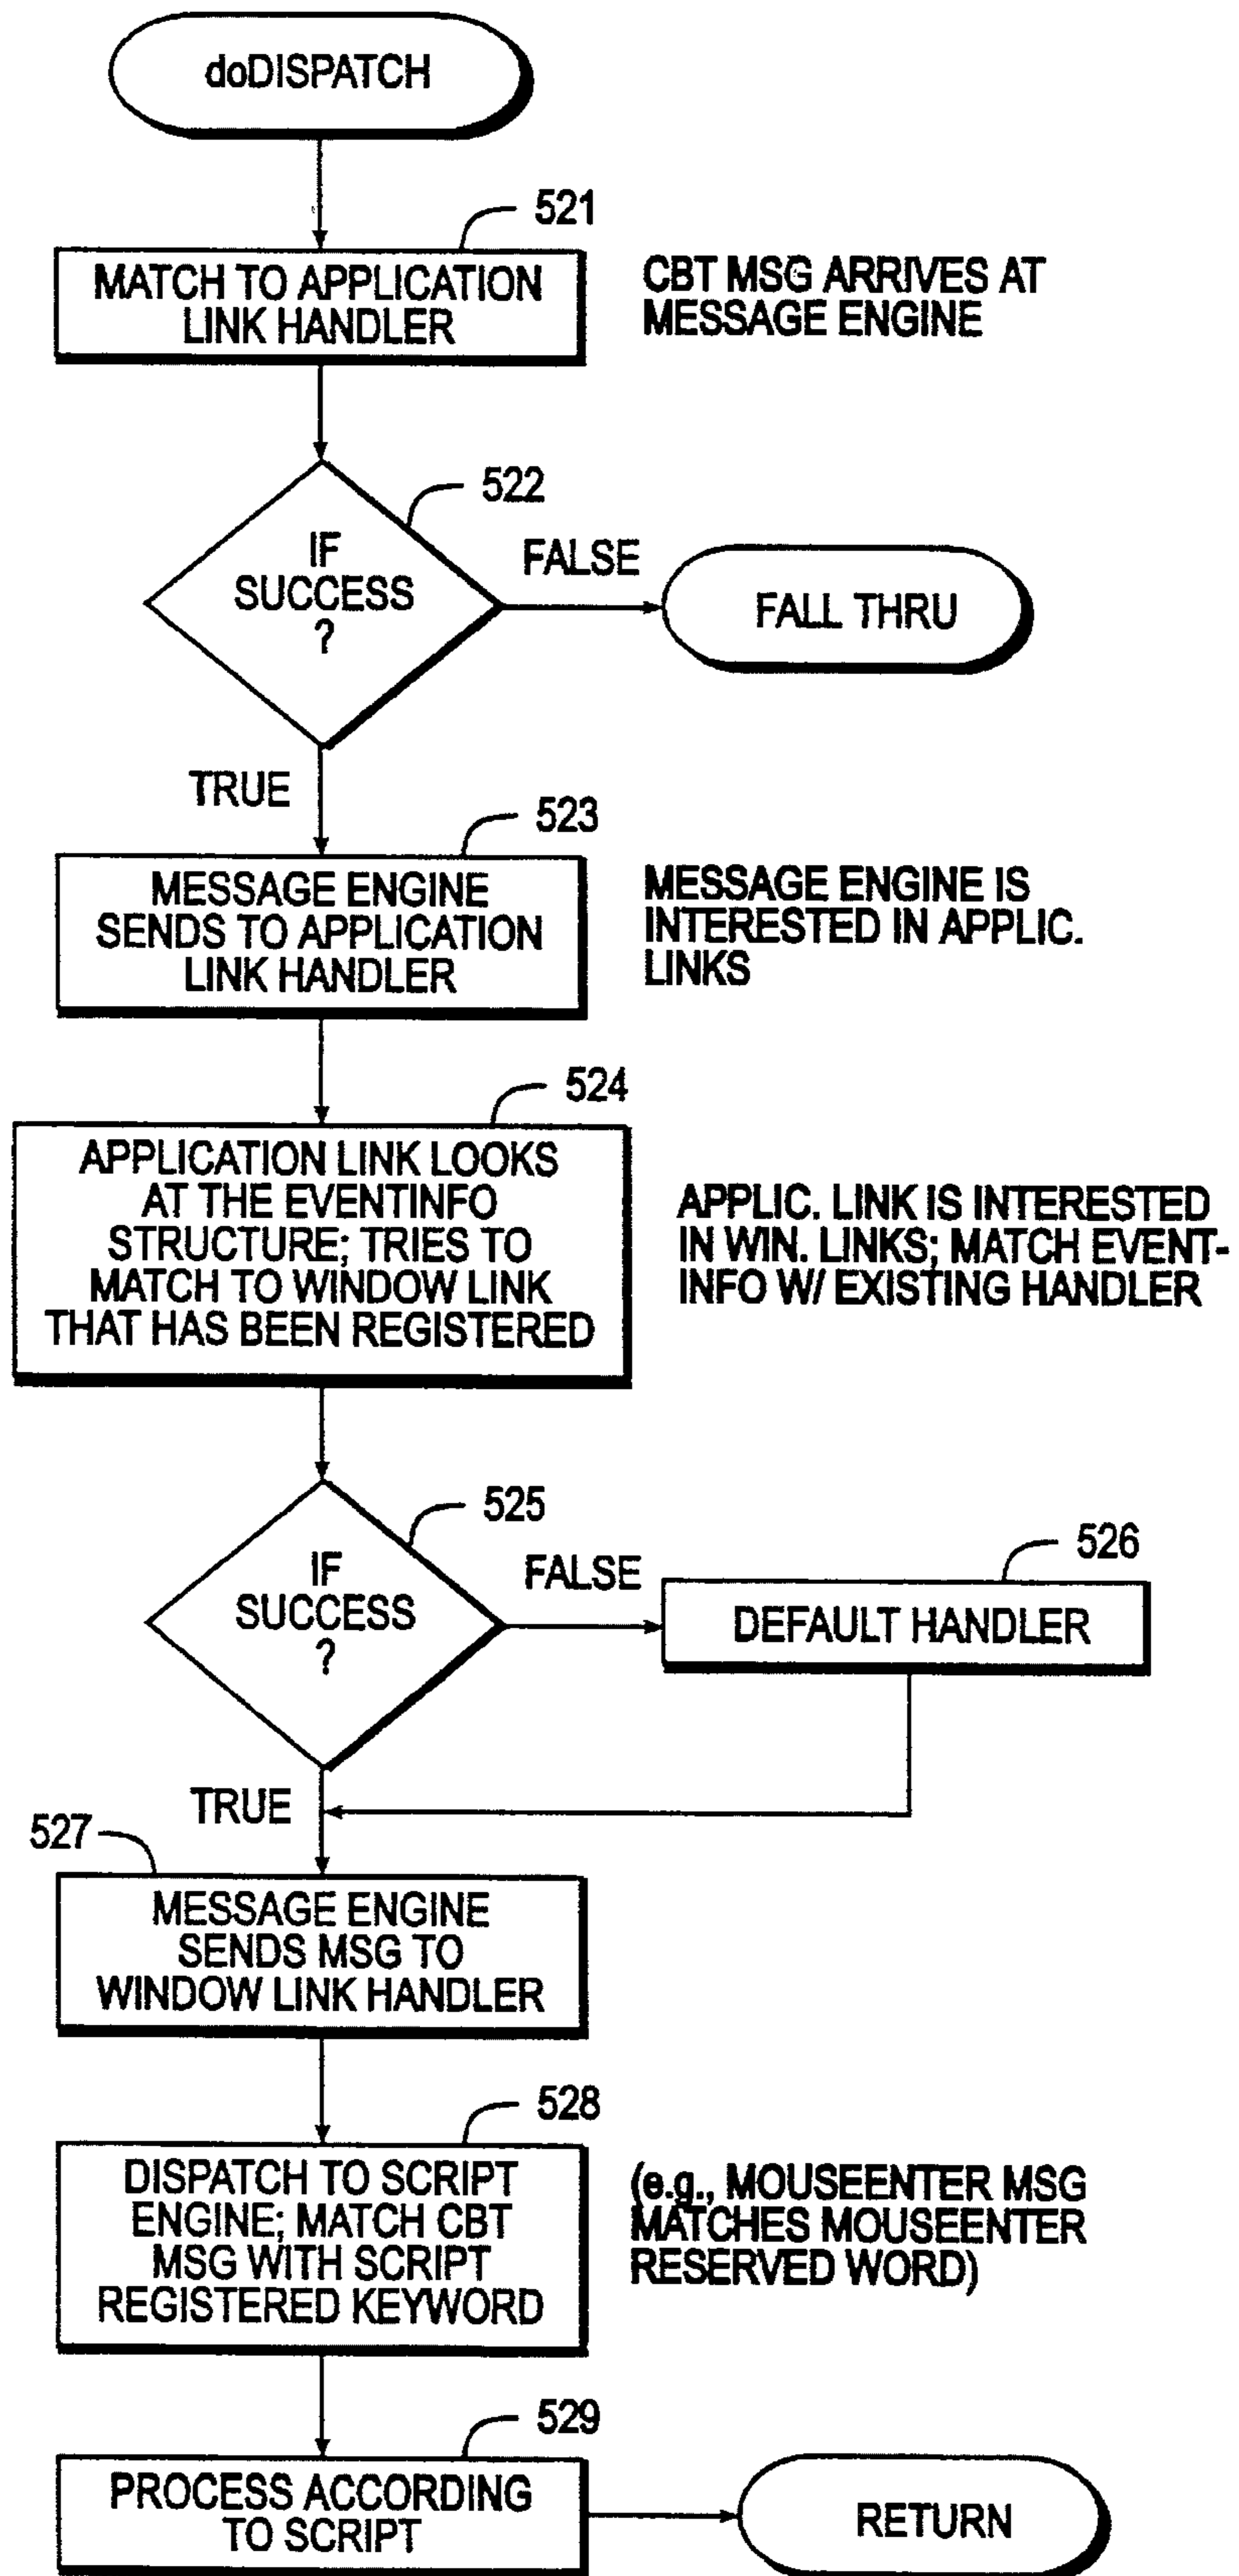 doDISPATCH
521
MATCH TO APPLICATION
LINK HANDLER
CBT MSG ARRIVES AT
MESSAGE ENGINE
522
IF
SUCCESS
?
FALSE
FALL THRU
TRUE
523
MESSAGE ENGINE
SENDS TO APPLICATION
LINK HANDLER
MESSAGE ENGINE IS
INTERESTED IN APPLIC.
LINKS
524
APPLICATION LINK LOOKS
AT THE EVENTINFO
STRUCTURE; TRIES TO
MATCH TO WINDOW LINK
THAT HAS BEEN REGISTERED
APPLIC. LINK IS INTERESTED
IN WIN. LINKS; MATCH EVENT-
INFO W/ EXISTING HANDLER
525
IF
SUCCESS
?
FALSE
526
DEFAULT HANDLER
TRUE
527
MESSAGE ENGINE
SENDS MSG TO
WINDOW LINK HANDLER
528
DISPATCH TO SCRIPT
ENGINE; MATCH CBT
MSG WITH SCRIPT
REGISTERED KEYWORD
(e.g., MOUSEENTER MSG
MATCHES MOUSEENTER
RESERVED WORD)
529
PROCESS ACCORDING
TO SCRIPT
RETURN